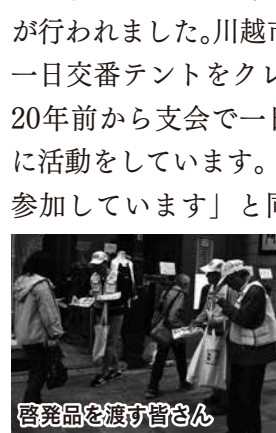 が行われました。川越市
一日交番テントをクレ
20年前から支会で一日
に活動をしています。
参加しています」と同
啓発品を渡す皆さん